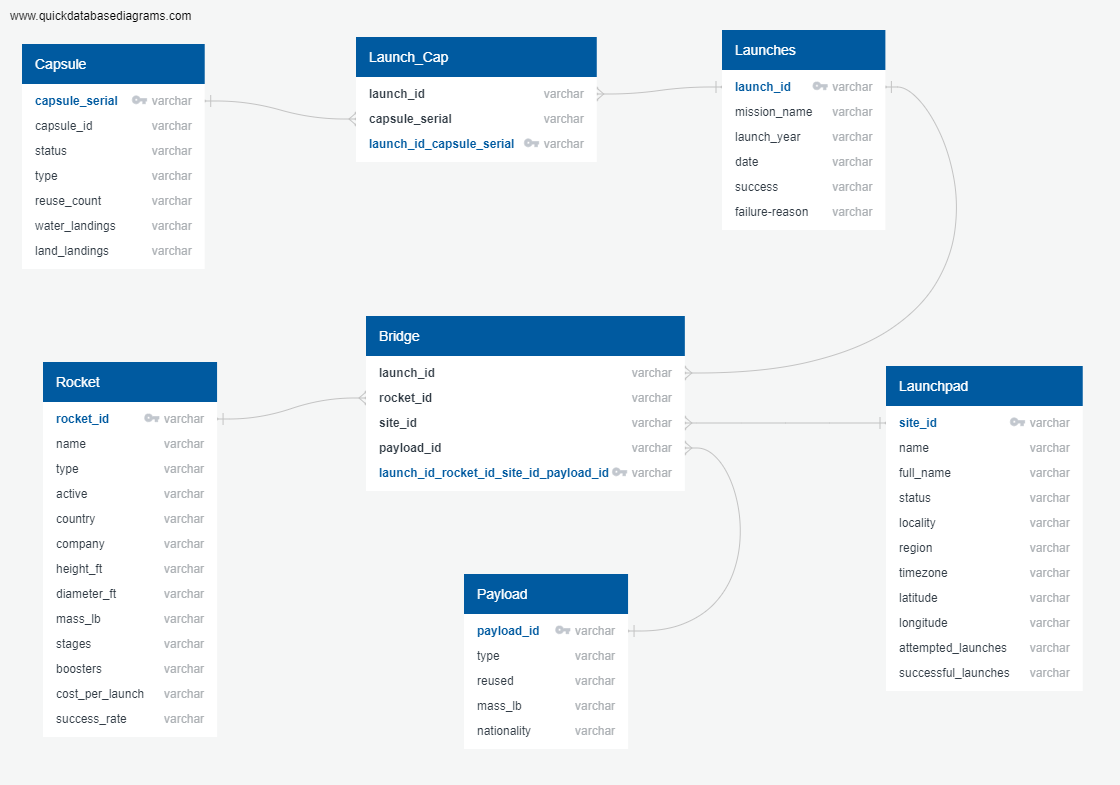 www.quickdatabasediagrams.com
Capsule
capsule_serial varchar
capsule_id varchar
status varchar
type varchar
reuse_count varchar
water_landings varchar
land_landings varchar
Launch_Cap
launch_id varchar
capsule_serial varchar
launch_id_capsule_serial varchar
Launches
launch_id varchar
mission_name varchar
launch_year varchar
date varchar
success varchar
failure-reason varchar
Bridge
launch_id varchar
rocket_id varchar
site_id varchar
payload_id varchar
launch_id_rocket_id_site_id_payload_id varchar
Rocket
rocket_id varchar
name varchar
type varchar
active varchar
country varchar
company varchar
height_ft varchar
diameter_ft varchar
mass_lb varchar
stages varchar
boosters varchar
cost_per_launch varchar
success_rate varchar
Launchpad
site_id varchar
name varchar
full_name varchar
status varchar
locality varchar
region varchar
timezone varchar
latitude varchar
longitude varchar
attempted_launches varchar
successful_launches varchar
Payload
payload_id varchar
type varchar
reused varchar
mass_lb varchar
nationality varchar